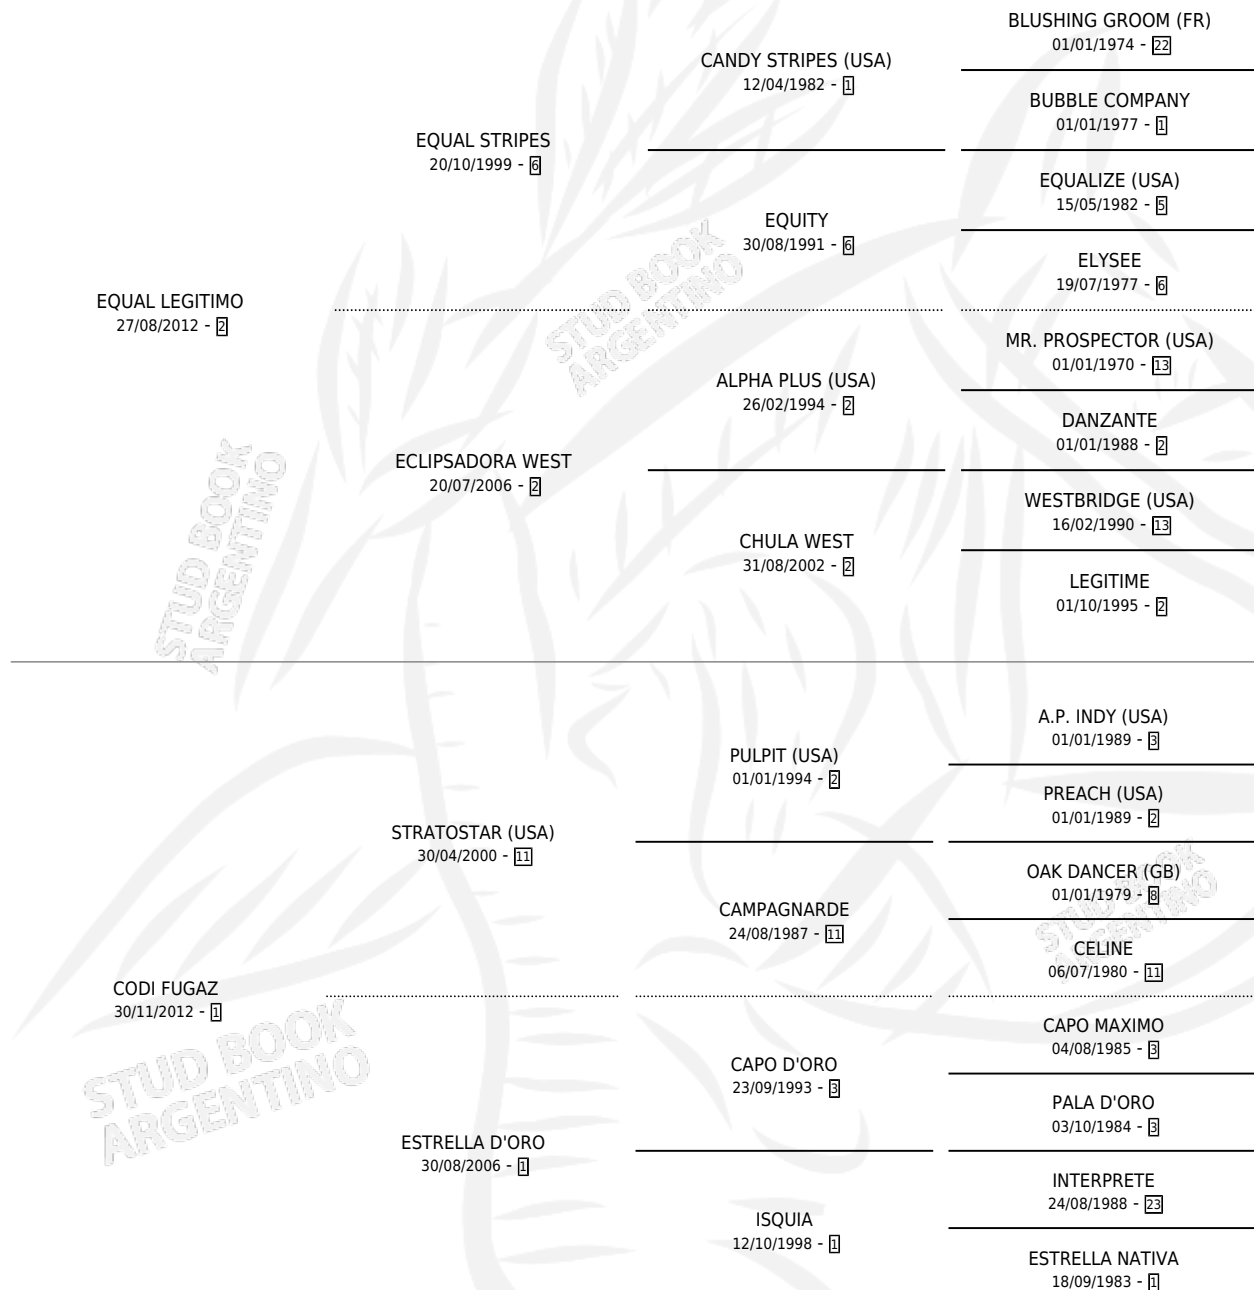 BLUSHING GROOM (FR)
01/01/1974 - 22
CANDY STRIPES (USA)
12/04/1982 - 1
BUBBLE COMPANY
01/01/1977 - 1
EQUAL STRIPES
20/10/1999 - 6
EQUALIZE (USA)
15/05/1982 - 5
EQUITY
30/08/1991 - 6
ELYSEE
19/07/1977 - 6
EQUAL LEGITIMO
27/08/2012 - 2
MR. PROSPECTOR (USA)
01/01/1970 - 13
ALPHA PLUS (USA)
26/02/1994 - 2
DANZANTE
01/01/1988 - 2
ECLIPSADORA WEST
20/07/2006 - 2
WESTBRIDGE (USA)
16/02/1990 - 13
CHULA WEST
31/08/2002 - 2
LEGITIME
01/10/1995 - 2
A.P. INDY (USA)
01/01/1989 - 3
PULPIT (USA)
01/01/1994 - 2
PREACH (USA)
01/01/1989 - 2
STRATOSTAR (USA)
30/04/2000 - 11
OAK DANCER (GB)
01/01/1979 - 8
CAMPAGNARDE
24/08/1987 - 11
CELINE
06/07/1980 - 11
CODI FUGAZ
30/11/2012 - 1
CAPO MAXIMO
04/08/1985 - 3
CAPO D'ORO
23/09/1993 - 3
PALA D'ORO
03/10/1984 - 3
ESTRELLA D'ORO
30/08/2006 - 1
INTERPRETE
24/08/1988 - 23
ISQUIA
12/10/1998 - 1
ESTRELLA NATIVA
18/09/1983 - 1
STUD BOOK
ARGENTINO
STUD BOOK
ARGENTINO
STUD BOOK
ARGENTINO
STUD BOOK
ARGENTINO